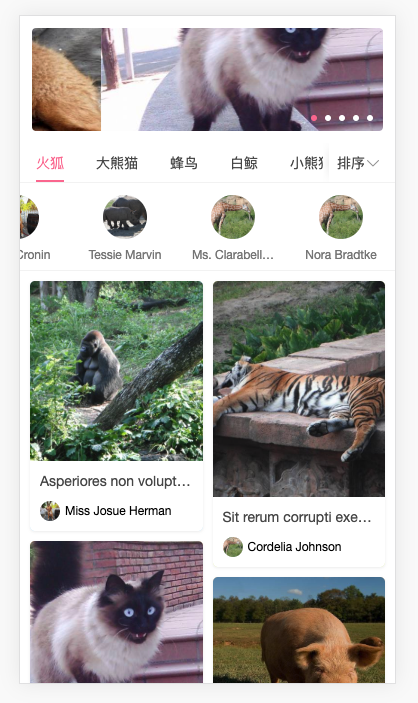 火狐 大熊猫 蜂鸟 白鲸 小熊猫 排序
Cronin Tessie Marvin Ms. Clarabell… Nora Bradtke
Asperiores non volupt…
Miss Josue Herman
Sit rerum corrupti exe…
Cordelia Johnson